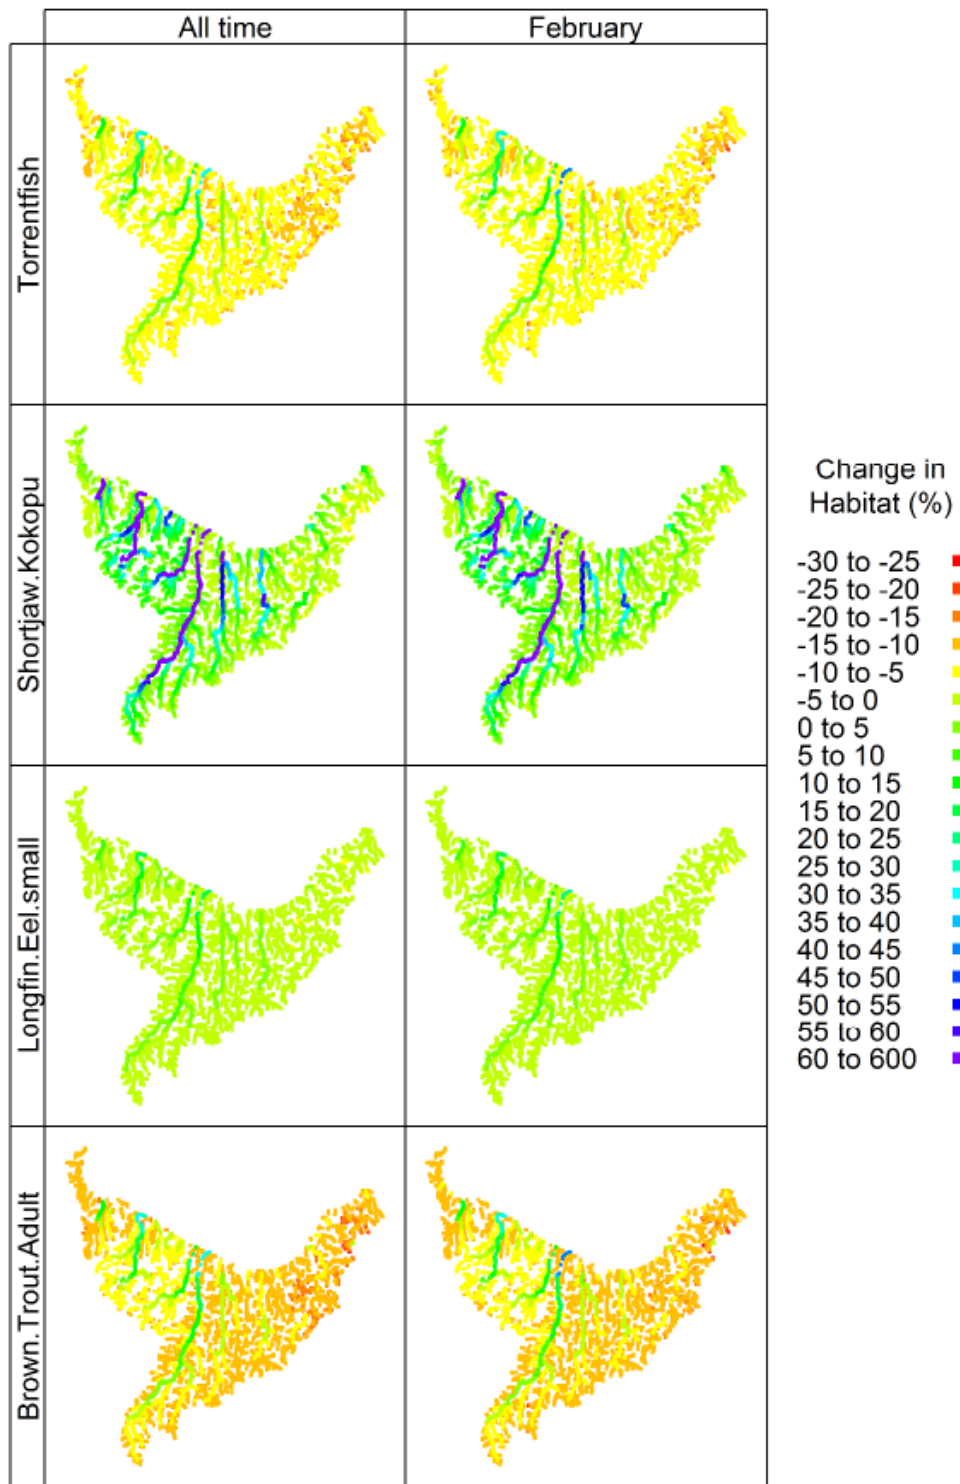 All time
February
Torrentfish
Shortjaw.Kokopu
Longfin.Eel.small
Brown.Trout.Adult
Change in
Habitat (%)
-30 to -25
-25 to -20
-20 to -15
-15 to -10
-10 to -5
-5 to 0
0 to 5
5 to 10
10 to 15
15 to 20
20 to 25
25 to 30
30 to 35
35 to 40
40 to 45
45 to 50
50 to 55
55 to 60
60 to 600